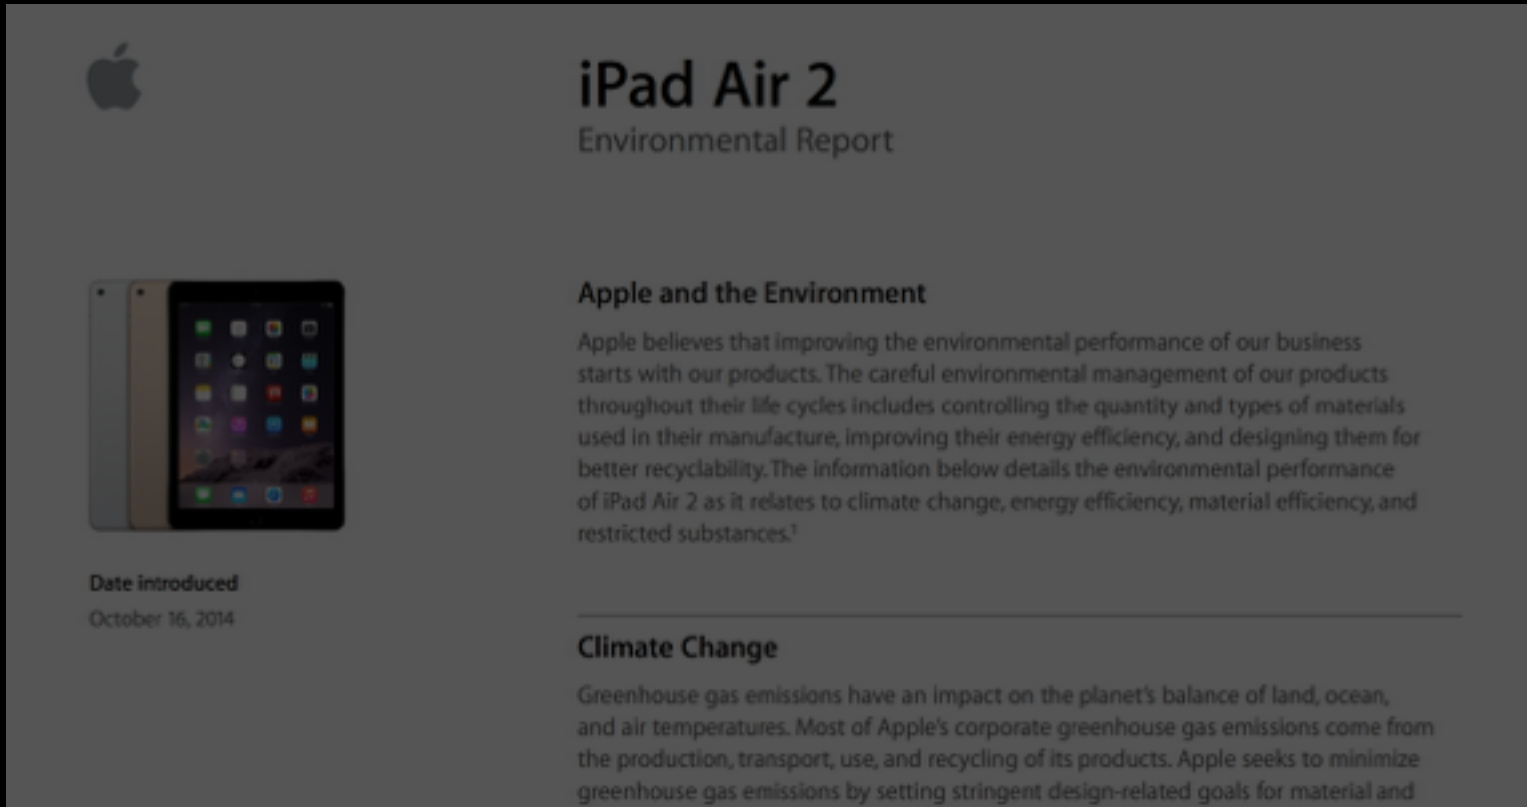 iPad Air 2
Environmental Report
Apple and the Environment
Apple believes that improving the environmental performance of our business
starts with our products. The careful environmental management of our products
throughout their life cycles includes controlling the quantity and types of materials
used in their manufacture, improving their energy efficiency, and designing them for
better recyclability. The information below details the environmental performance
of iPad Air 2 as it relates to climate change, energy efficiency, material efficiency, and
restricted substances.¹
Date introduced
October 16, 2014
Climate Change
Greenhouse gas emissions have an impact on the planet's balance of land, ocean,
and air temperatures. Most of Apple's corporate greenhouse gas emissions come from
the production, transport, use, and recycling of its products. Apple seeks to minimize
greenhouse gas emissions by setting stringent design-related goals for material and